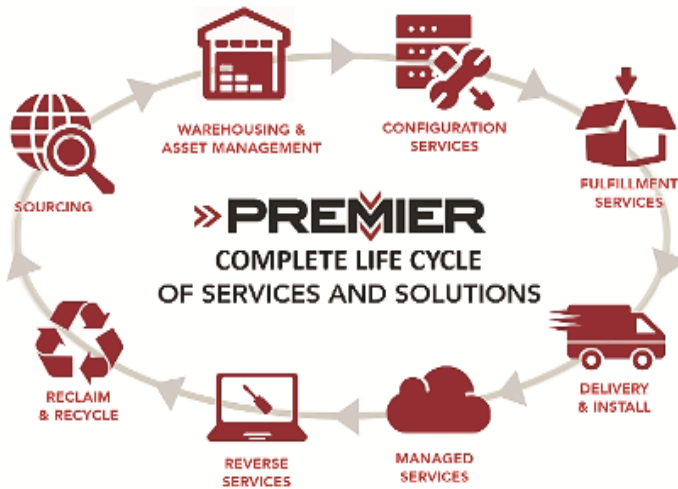 WAREHOUSING &
ASSET MANAGEMENT
CONFIGURATION
SERVICES
SOURCING
FULFILLMENT
SERVICES
PREMIER
COMPLETE LIFE CYCLE
OF SERVICES AND SOLUTIONS
RECLAIM
& RECYCLE
DELIVERY
& INSTALL
REVERSE
SERVICES
MANAGED
SERVICES